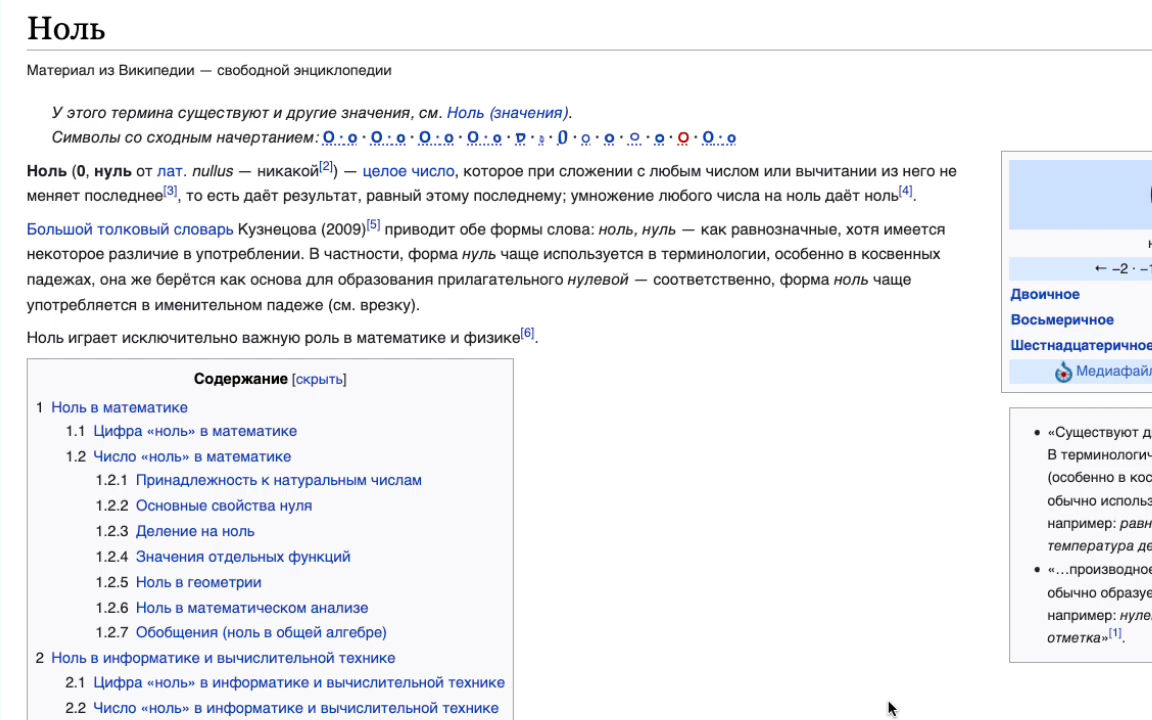 Ноль
Материал из Википедии — свободной энциклопедии
У этого термина существуют и другие значения, см. Ноль (значения).
Символы со сходным начертанием: O · o · О · о · Ο · ο · Օ · օ ·
Ноль (0, нуль от лат. nullus — никакой[2]) — целое число, которое при сложении с любым числом или вычитании из него не
меняет последнее[3], то есть даёт результат, равный этому последнему; умножение любого числа на ноль даёт ноль[4].
Большой толковый словарь Кузнецова (2009)[5] приводит обе формы слова: ноль, нуль — как равнозначные, хотя имеется
некоторое различие в употреблении. В частности, форма нуль чаще используется в терминологии, особенно в косвенных
падежах, она же берётся как основа для образования прилагательного нулевой — соответственно, форма ноль чаще
употребляется в именительном падеже (см. врезку).
Ноль играет исключительно важную роль в математике и физике[6].
Содержание [скрыть]
1 Ноль в математике
1.1 Цифра «ноль» в математике
1.2 Число «ноль» в математике
1.2.1 Принадлежность к натуральным числам
1.2.2 Основные свойства нуля
1.2.3 Деление на ноль
1.2.4 Значения отдельных функций
1.2.5 Ноль в геометрии
1.2.6 Ноль в математическом анализе
1.2.7 Обобщения (ноль в общей алгебре)
2 Ноль в информатике и вычислительной технике
2.1 Цифра «ноль» в информатике и вычислительной технике
2.2 Число «ноль» в информатике и вычислительной технике
← −2 ·
Двоичное
Восьмеричное
Шестнадцатеричное
Медиафайл
• «Существуют д
В терминологич
(особенно в кос
обычно использ
например: равн
температура де
• «…производное
обычно образуе
например: нуле
отметка»[1].